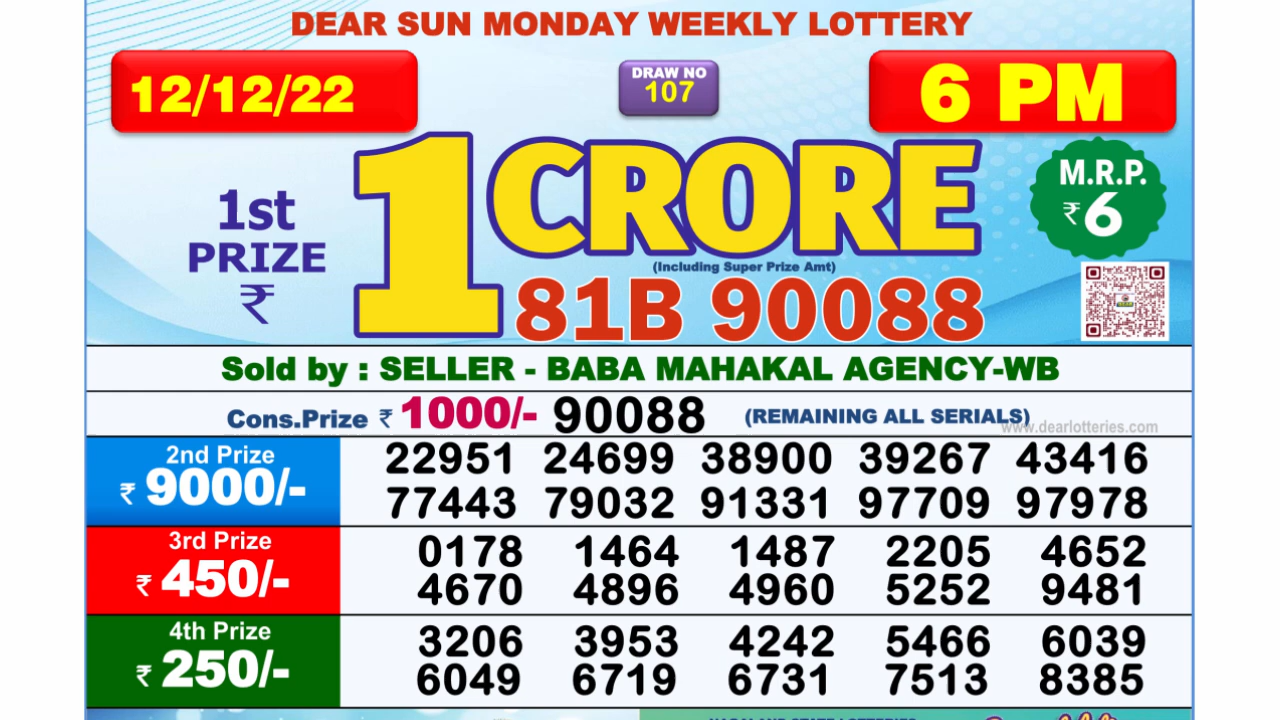 DEAR SUN MONDAY WEEKLY LOTTERY
12/12/22
DRAW NO
107
6 PM
1st
PRIZE
₹
1 CRORE
(Including Super Prize Amt)
81B 90088
M.R.P.
₹ 6
Sold by : SELLER - BABA MAHAKAL AGENCY-WB
Cons.Prize ₹ 1000/- 90088 (REMAINING ALL SERIALS)
www.dearlotteries.com
2nd Prize
₹ 9000/-
22951 24699 38900 39267 43416
77443 79032 91331 97709 97978
3rd Prize
₹ 450/-
0178 1464 1487 2205 4652
4670 4896 4960 5252 9481
4th Prize
₹ 250/-
3206 3953 4242 5466 6039
6049 6719 6731 7513 8385